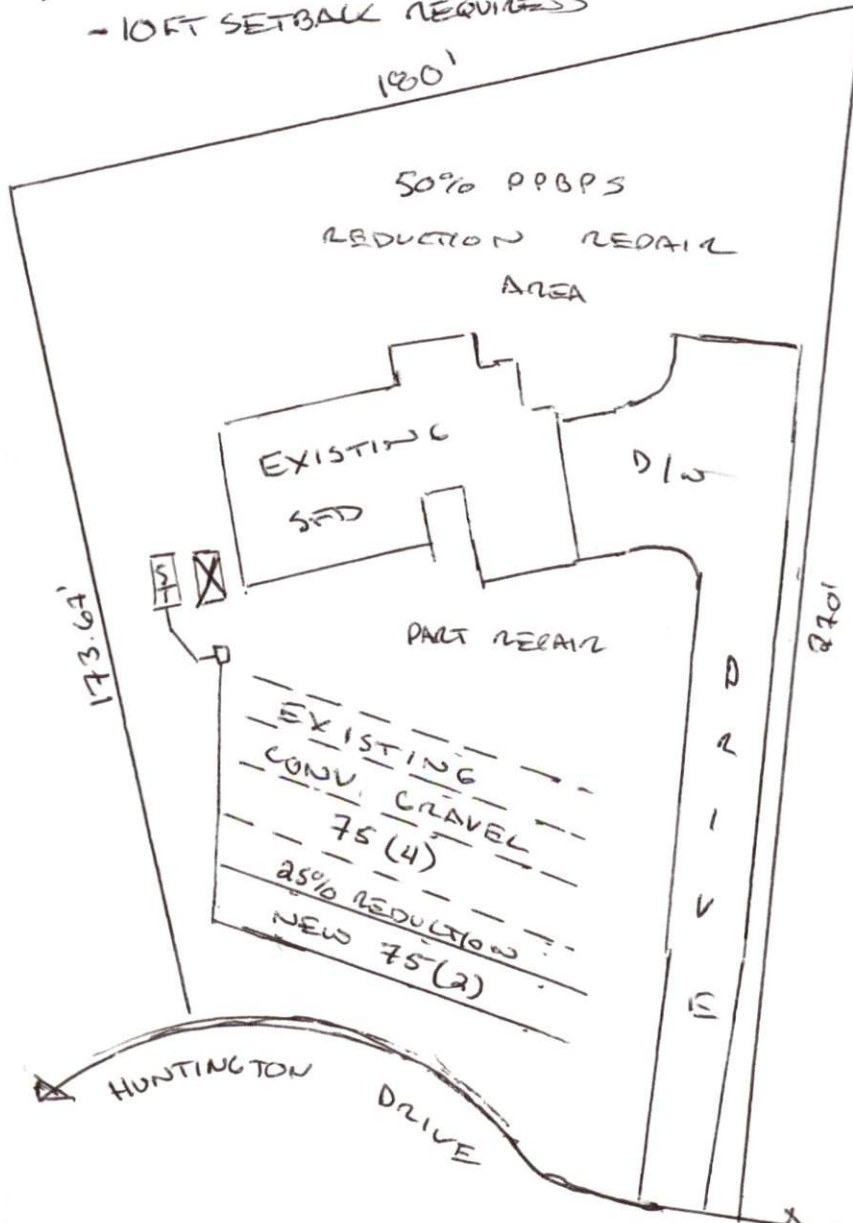 - 10FT SETBACK REQUIRED
180'
50% PPBPS
REDUCTION REPAIR
AREA
EXISTING
SFD
D/W
ST
173.67'
270'
PART REPAIR
DRIVE
EXISTING
CONV. GRAVEL
75 (4)
25% REDUCTION
NEW 75 (2)
HUNTINGTON
DRIVE